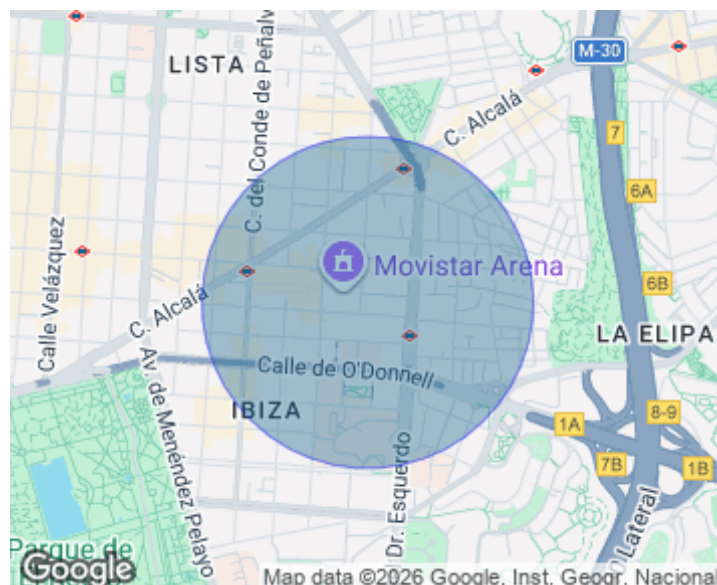 M-30
LISTA
C. del Conde de Peñalv
C. Alcalá
7
6A
Movistar Arena
Calle Velázquez
6B
C. Alcalá
LA ELIPA
Calle de O'Donnell
Av. de Menéndez Pelayo
IBIZA
8-9
1A
7B
1B
Dr. Esquerdo
O Lateral
Parque de
Google
Map data ©2026 Google, Inst. Geogr. Nacional